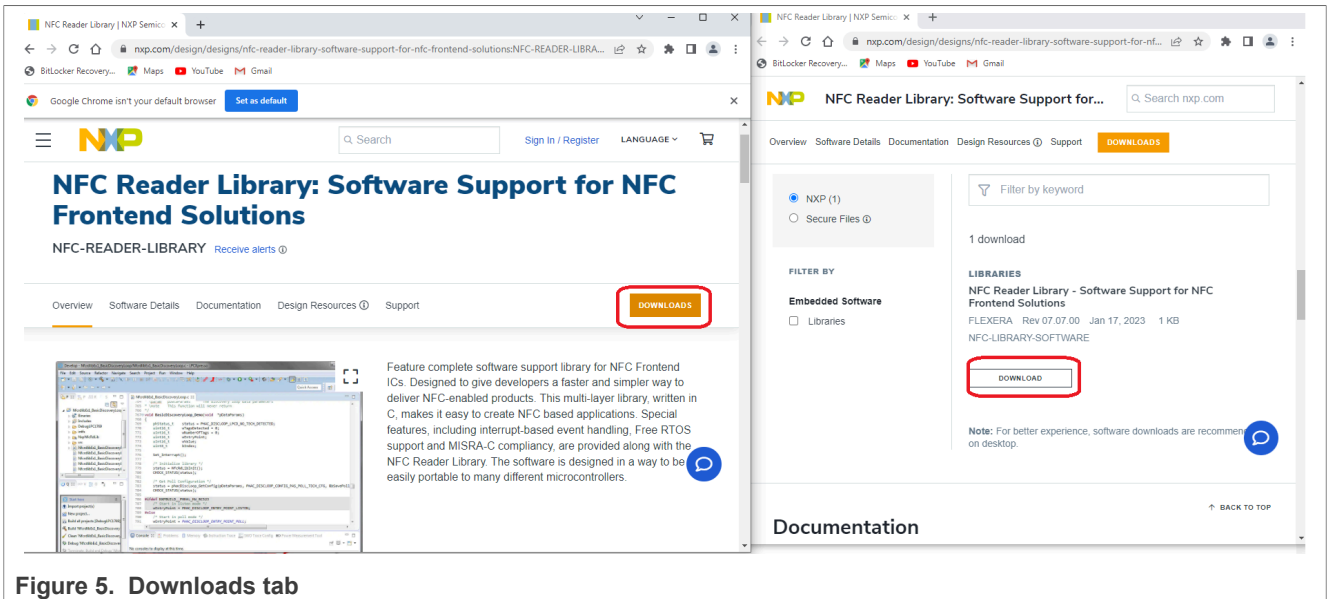 NFC Reader Library | NXP Semico
nxp.com/design/designs/nfc-reader-library-software-support-for-nfc-frontend-solutions:NFC-READER-LIBRA...
BitLocker Recovery... Maps YouTube Gmail
Google Chrome isn't your default browser Set as default
NXP Search Sign In / Register LANGUAGE
NFC Reader Library: Software Support for NFC
Frontend Solutions
NFC-READER-LIBRARY Receive alerts
Overview Software Details Documentation Design Resources Support DOWNLOADS
Feature complete software support library for NFC Frontend
ICs. Designed to give developers a faster and simpler way to
deliver NFC-enabled products. This multi-layer library, written in
C, makes it easy to create NFC based applications. Special
features, including interrupt-based event handling, Free RTOS
support and MISRA-C compliancy, are provided along with the
NFC Reader Library. The software is designed in a way to be
easily portable to many different microcontrollers.
NFC Reader Library | NXP Semico
nxp.com/design/designs/nfc-reader-library-software-support-for-nf...
BitLocker Recovery... Maps YouTube Gmail
NXP NFC Reader Library: Software Support for... Search nxp.com
Overview Software Details Documentation Design Resources Support DOWNLOADS
NXP (1)
Secure Files
FILTER BY
Embedded Software
Libraries
Filter by keyword
1 download
LIBRARIES
NFC Reader Library - Software Support for NFC
Frontend Solutions
FLEXERA Rev 07.07.00 Jan 17, 2023 1 KB
NFC-LIBRARY-SOFTWARE
DOWNLOAD
Note: For better experience, software downloads are recommen
on desktop.
BACK TO TOP
Documentation
Figure 5. Downloads tab